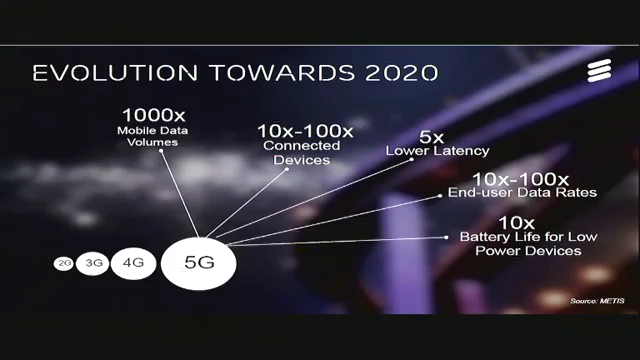 EVOLUTION TOWARDS 2020
1000x
Mobile Data
Volumes
10x-100x
Connected
Devices
5x
Lower Latency
10x-100x
End-user Data Rates
10x
Battery Life for Low
Power Devices
2G
3G
4G
5G
Source: METIS